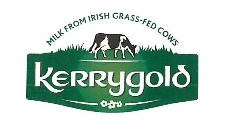 MILK FROM IRISH GRASS-FED COWS
Kerrygold